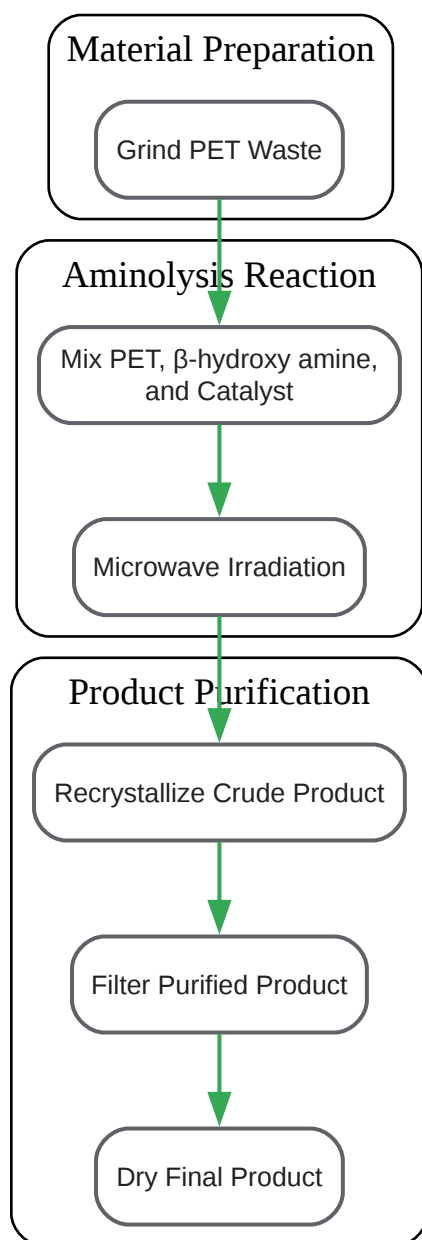 Material Preparation
Grind PET Waste
Aminolysis Reaction
Mix PET, β-hydroxy amine,
and Catalyst
Microwave Irradiation
Product Purification
Recrystallize Crude Product
Filter Purified Product
Dry Final Product